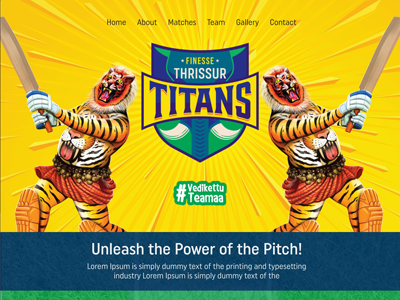 Home About Matches Team Gallery Contact
FINESSE
THRISSUR
TITANS
#Vedikettu
Teamaa
Unleash the Power of the Pitch!
Lorem Ipsum is simply dummy text of the printing and typesetting
industry Lorem Ipsum is simply dummy text of the